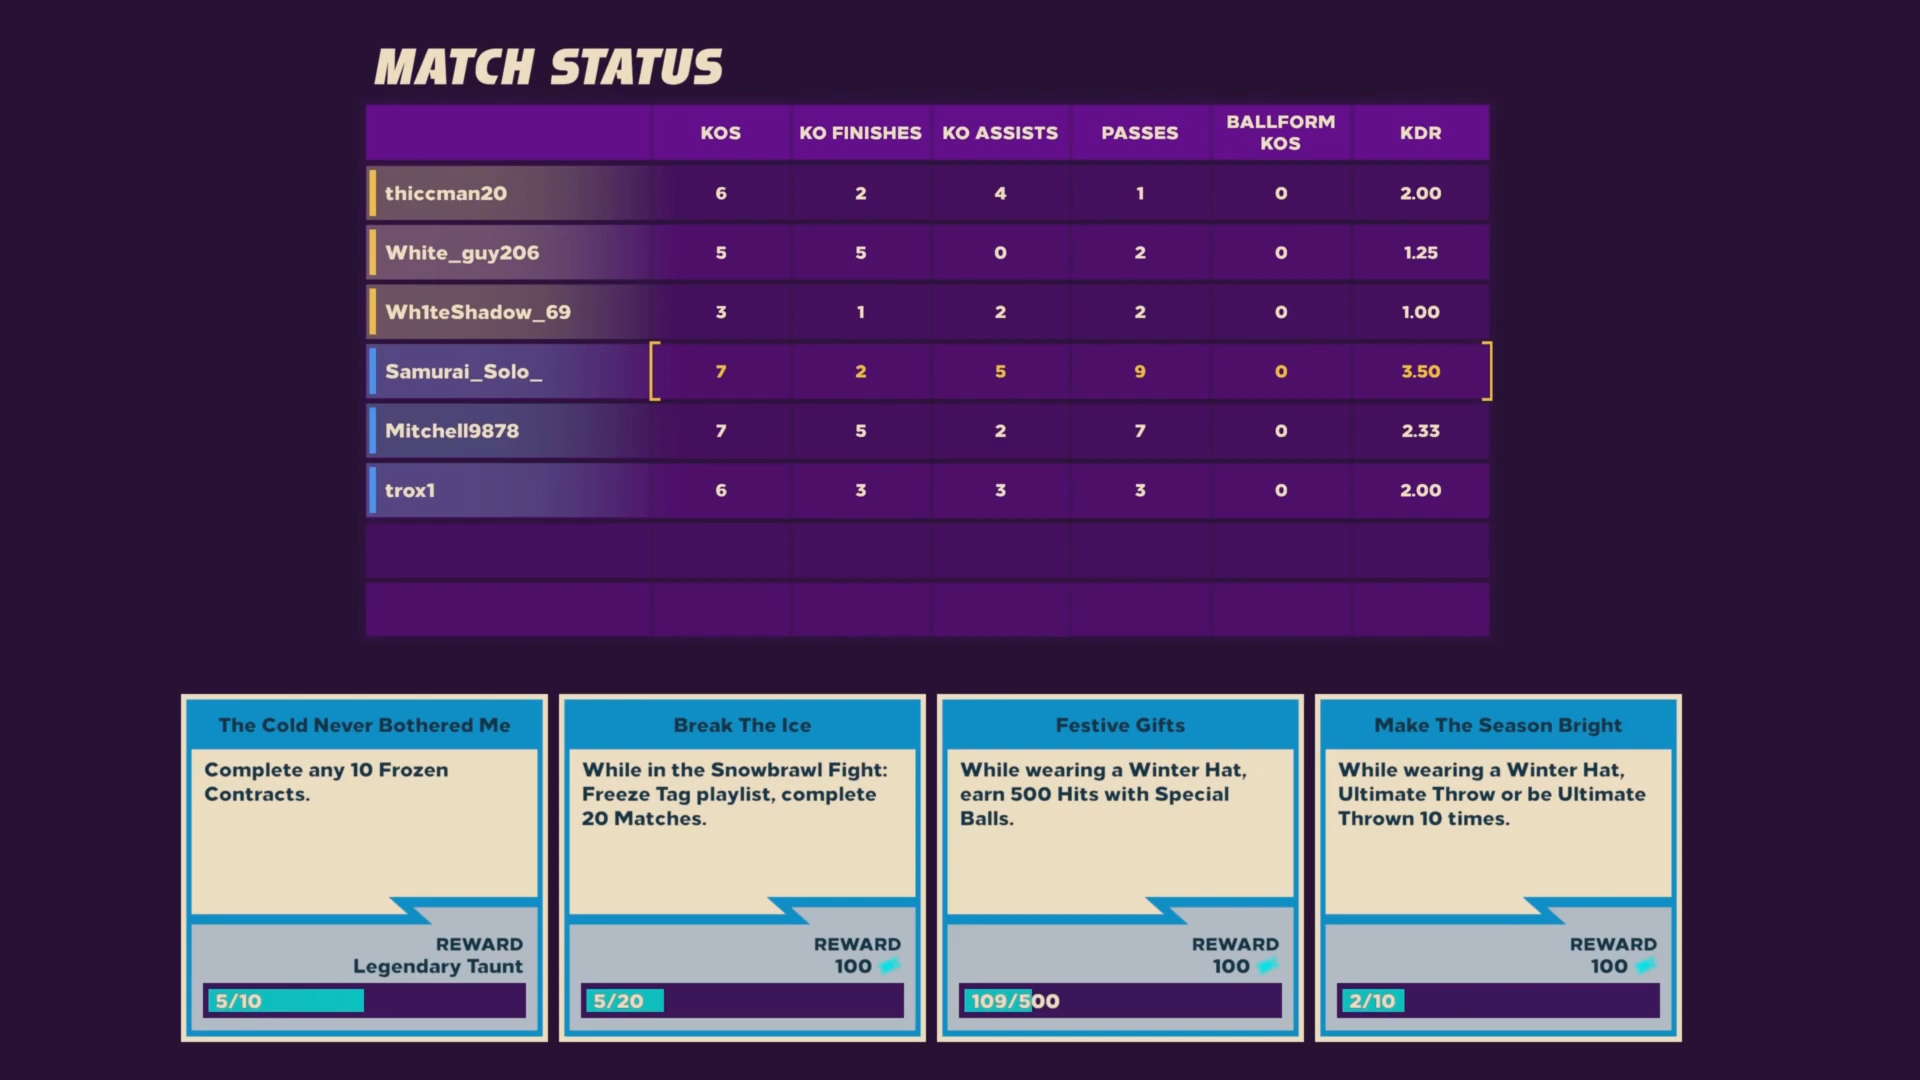 MATCH STATUS
KOS KO FINISHES KO ASSISTS PASSES BALLFORM KOS KDR
thiccman20 6 2 4 1 0 2.00
White_guy206 5 5 0 2 0 1.25
Wh1teShadow_69 3 1 2 2 0 1.00
Samurai_Solo_ 7 2 5 9 0 3.50
Mitchell9878 7 5 2 7 0 2.33
trox1 6 3 3 3 0 2.00
The Cold Never Bothered Me
Complete any 10 Frozen
Contracts.
REWARD
Legendary Taunt
5/10
Break The Ice
While in the Snowbrawl Fight:
Freeze Tag playlist, complete
20 Matches.
REWARD
100
5/20
Festive Gifts
While wearing a Winter Hat,
earn 500 Hits with Special
Balls.
REWARD
100
109/500
Make The Season Bright
While wearing a Winter Hat,
Ultimate Throw or be Ultimate
Thrown 10 times.
REWARD
100
2/10